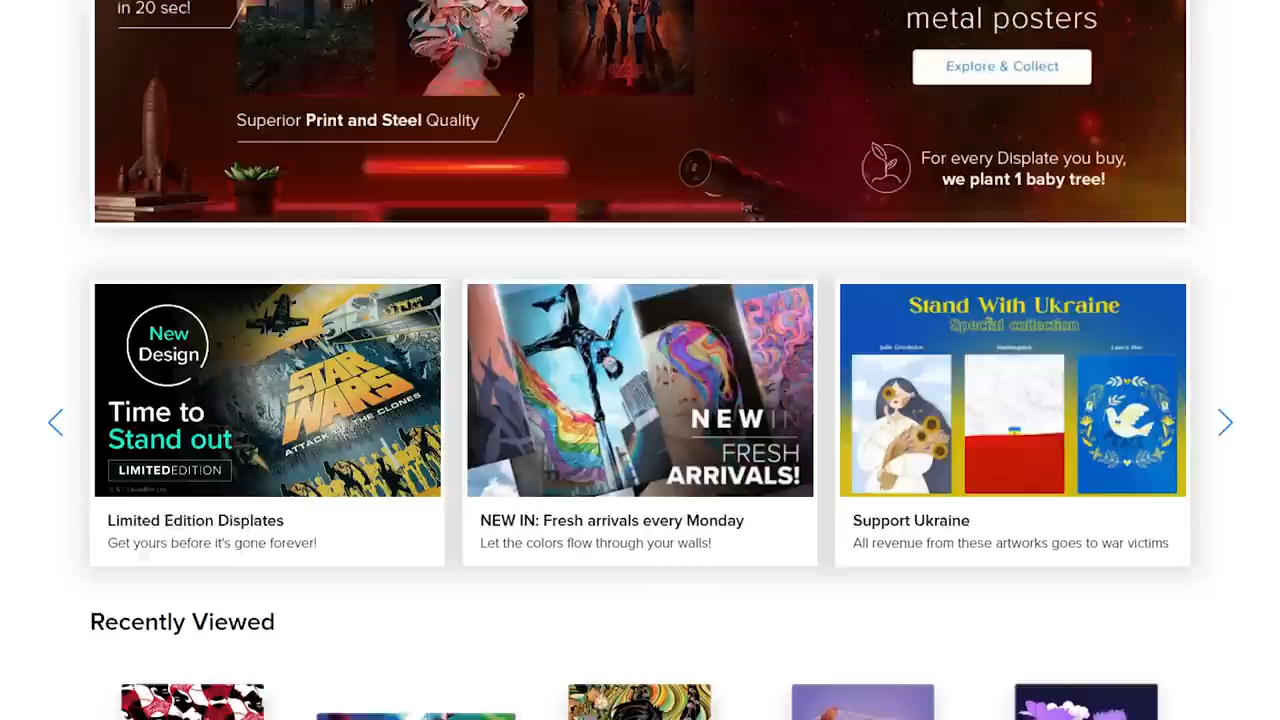 in 20 sec!
metal posters
Explore & Collect
Superior Print and Steel Quality
For every Displate you buy,
we plant 1 baby tree!
New
Design
Time to
Stand out
LIMITED EDITION
STAR
WARS
ATTACK OF THE CLONES
NEW IN
FRESH
ARRIVALS!
Stand With Ukraine
Special collection
Limited Edition Displates
Get yours before it's gone forever!
NEW IN: Fresh arrivals every Monday
Let the colors flow through your walls!
Support Ukraine
All revenue from these artworks goes to war victims
Recently Viewed